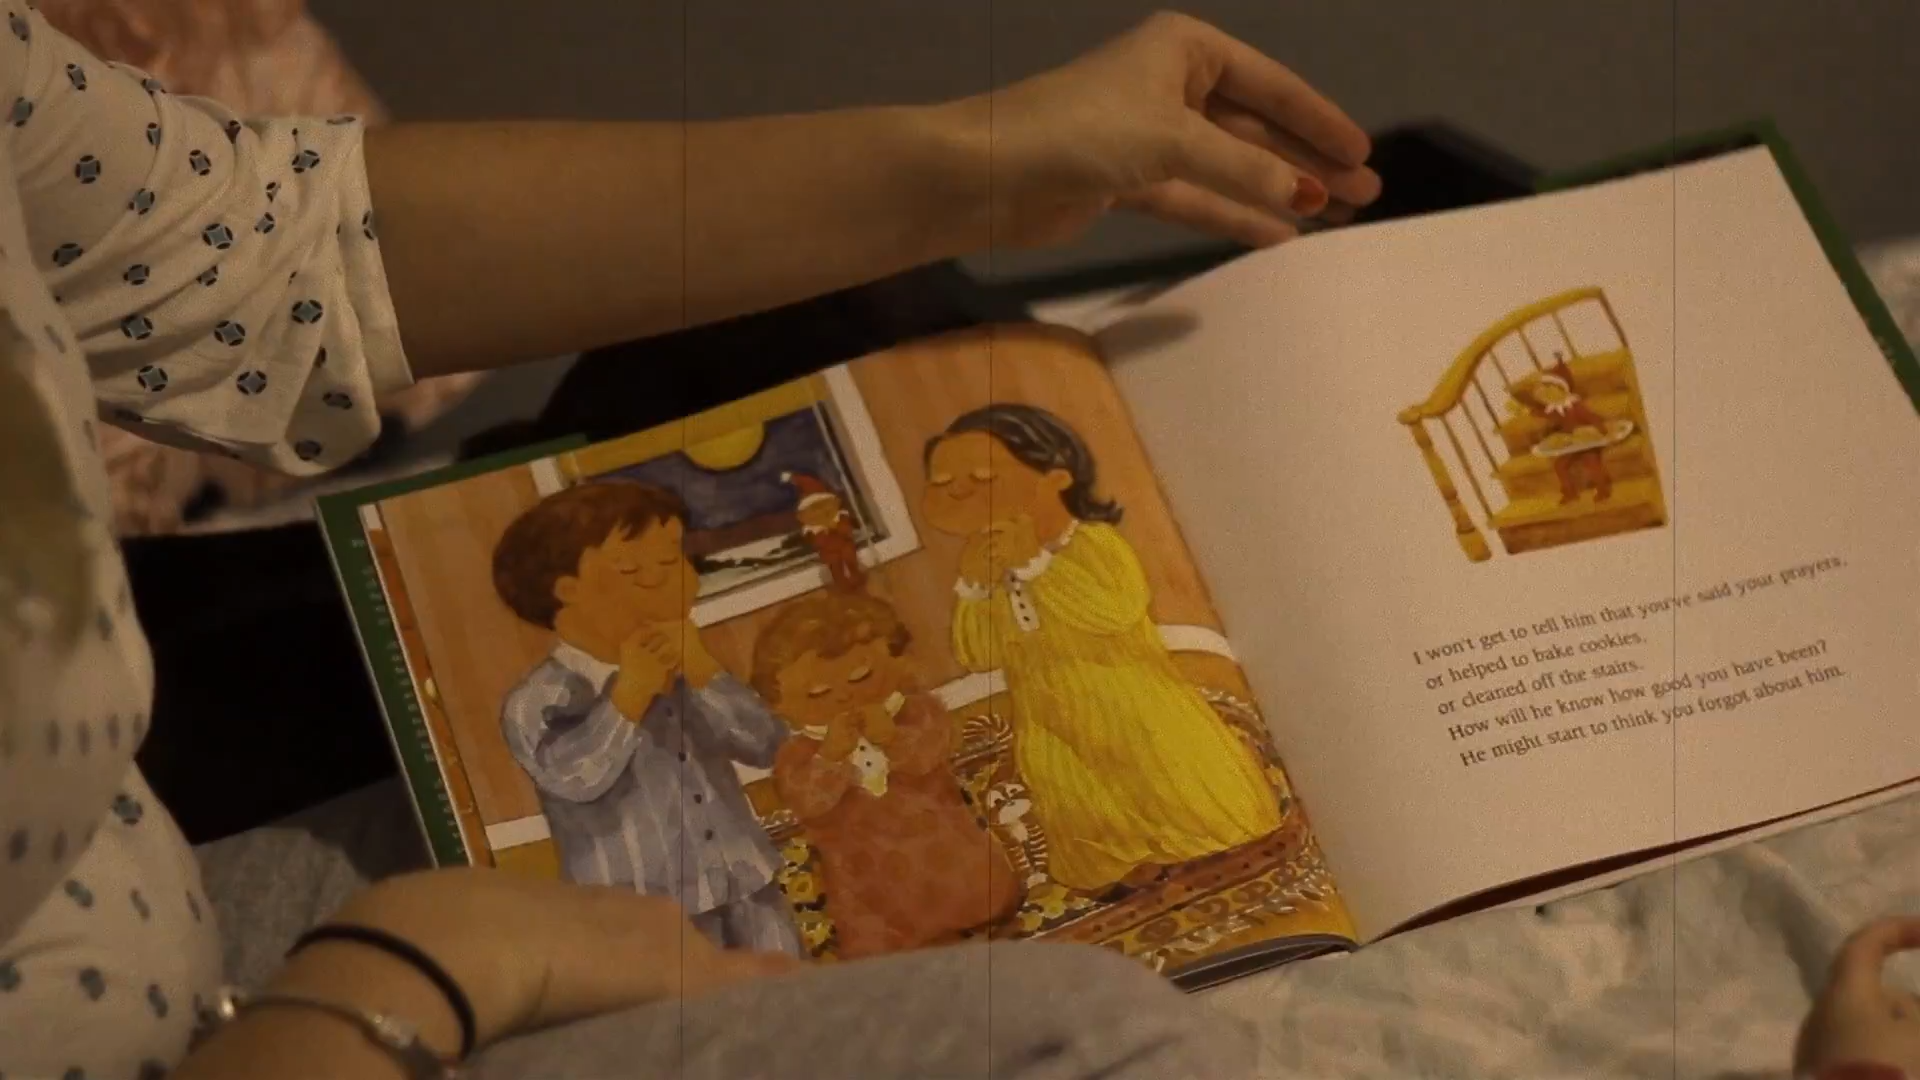 I won't get to tell him that you've said your prayers,
or helped to bake cookies,
or cleaned off the stairs.
How will he know how good you have been?
He might start to think you forgot about him.